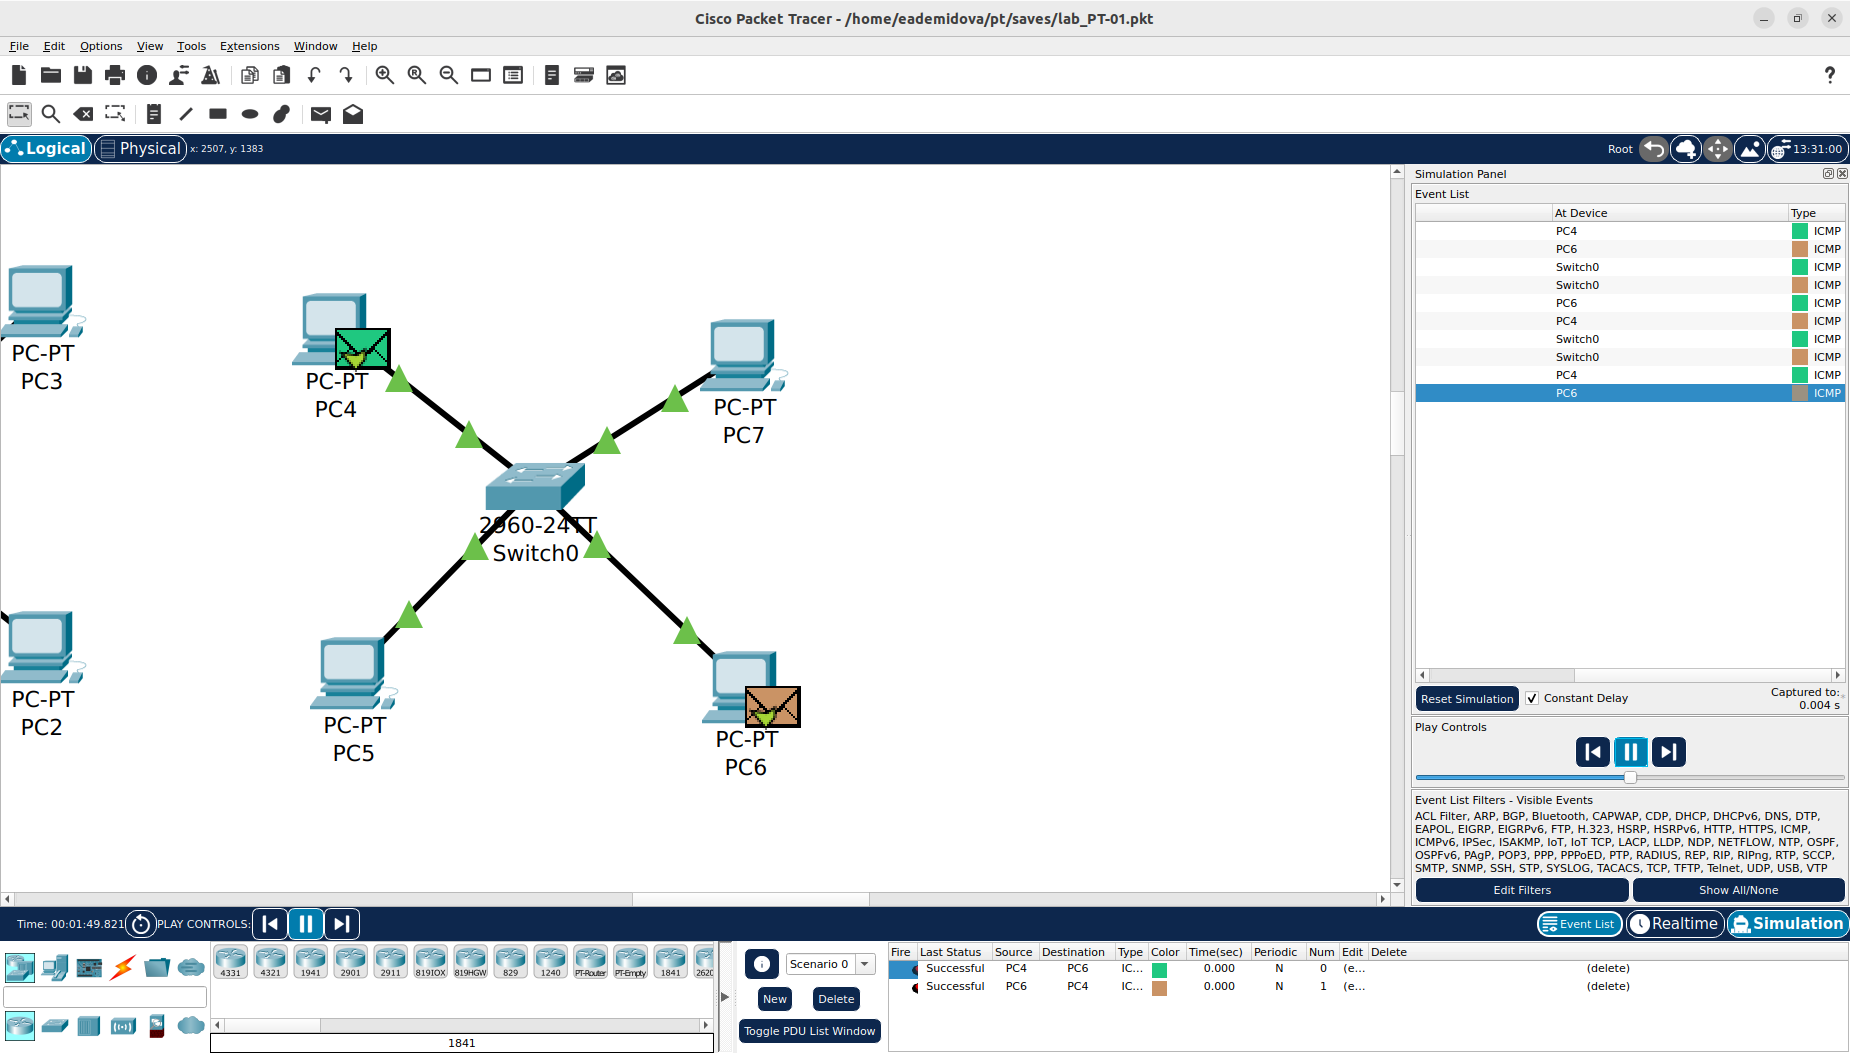 Cisco Packet Tracer - /home/eademidova/pt/saves/lab_PT-01.pkt
File Edit Options View Tools Extensions Window Help
Logical Physical x: 2507, y: 1383 Root 13:31:00
Simulation Panel
Event List
At Device Type
PC4 ICMP
PC6 ICMP
Switch0 ICMP
Switch0 ICMP
PC6 ICMP
PC4 ICMP
Switch0 ICMP
Switch0 ICMP
PC4 ICMP
PC6 ICMP
PC-PT
PC3
PC-PT
PC4
PC-PT
PC7
2960-24TT
Switch0
PC-PT
PC2
PC-PT
PC5
PC-PT
PC6
Reset Simulation Constant Delay Captured to:
0.004 s
Play Controls
Event List Filters - Visible Events
ACL Filter, ARP, BGP, Bluetooth, CAPWAP, CDP, DHCP, DHCPv6, DNS, DTP,
EAPOL, EIGRP, EIGRPv6, FTP, H.323, HSRP, HSRPv6, HTTP, HTTPS, ICMP,
ICMPv6, IPSec, ISAKMP, IoT, IoT TCP, LACP, LLDP, NDP, NETFLOW, NTP, OSPF,
OSPFv6, PAgP, POP3, PPP, PPPoED, PTP, RADIUS, REP, RIP, RIPng, RTP, SCCP,
SMTP, SNMP, SSH, STP, SYSLOG, TACACS, TCP, TFTP, Telnet, UDP, USB, VTP
Edit Filters Show All/None
Time: 00:01:49.821 PLAY CONTROLS: Event List Realtime Simulation
4331 4321 1941 2901 2911 819IOX 819HGW 829 1240 PT-Router PT-Empty 1841 2620
1841
Scenario 0
New Delete
Toggle PDU List Window
Fire Last Status Source Destination Type Color Time(sec) Periodic Num Edit Delete
Successful PC4 PC6 IC... 0.000 N 0 (e... (delete)
Successful PC6 PC4 IC... 0.000 N 1 (e... (delete)